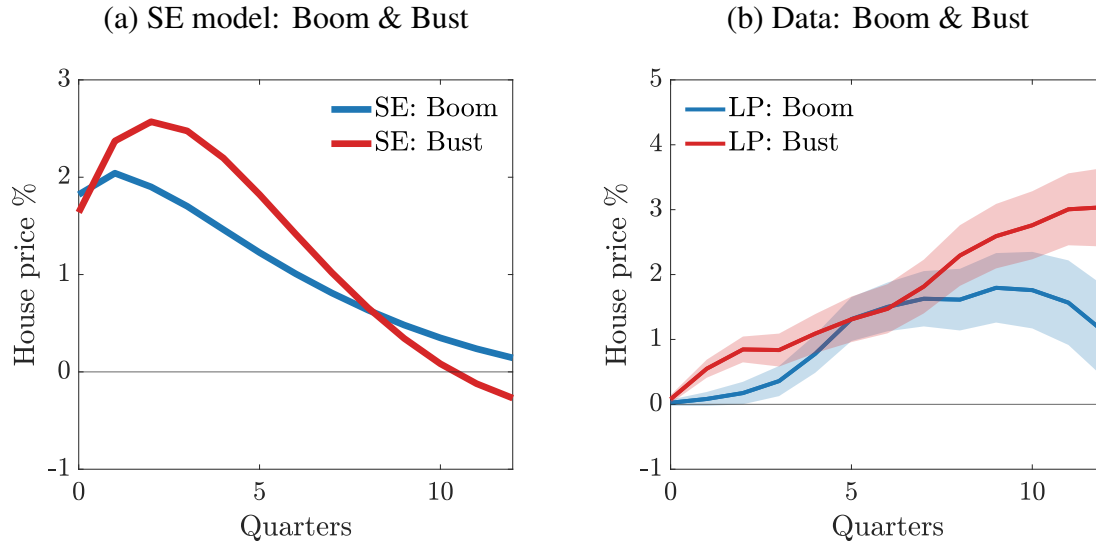 (a) SE model: Boom & Bust
3
2
1
0
-1
0
5
10
House price %
Quarters
SE: Boom
SE: Bust
(b) Data: Boom & Bust
5
4
3
2
1
0
-1
0
5
10
House price %
Quarters
LP: Boom
LP: Bust